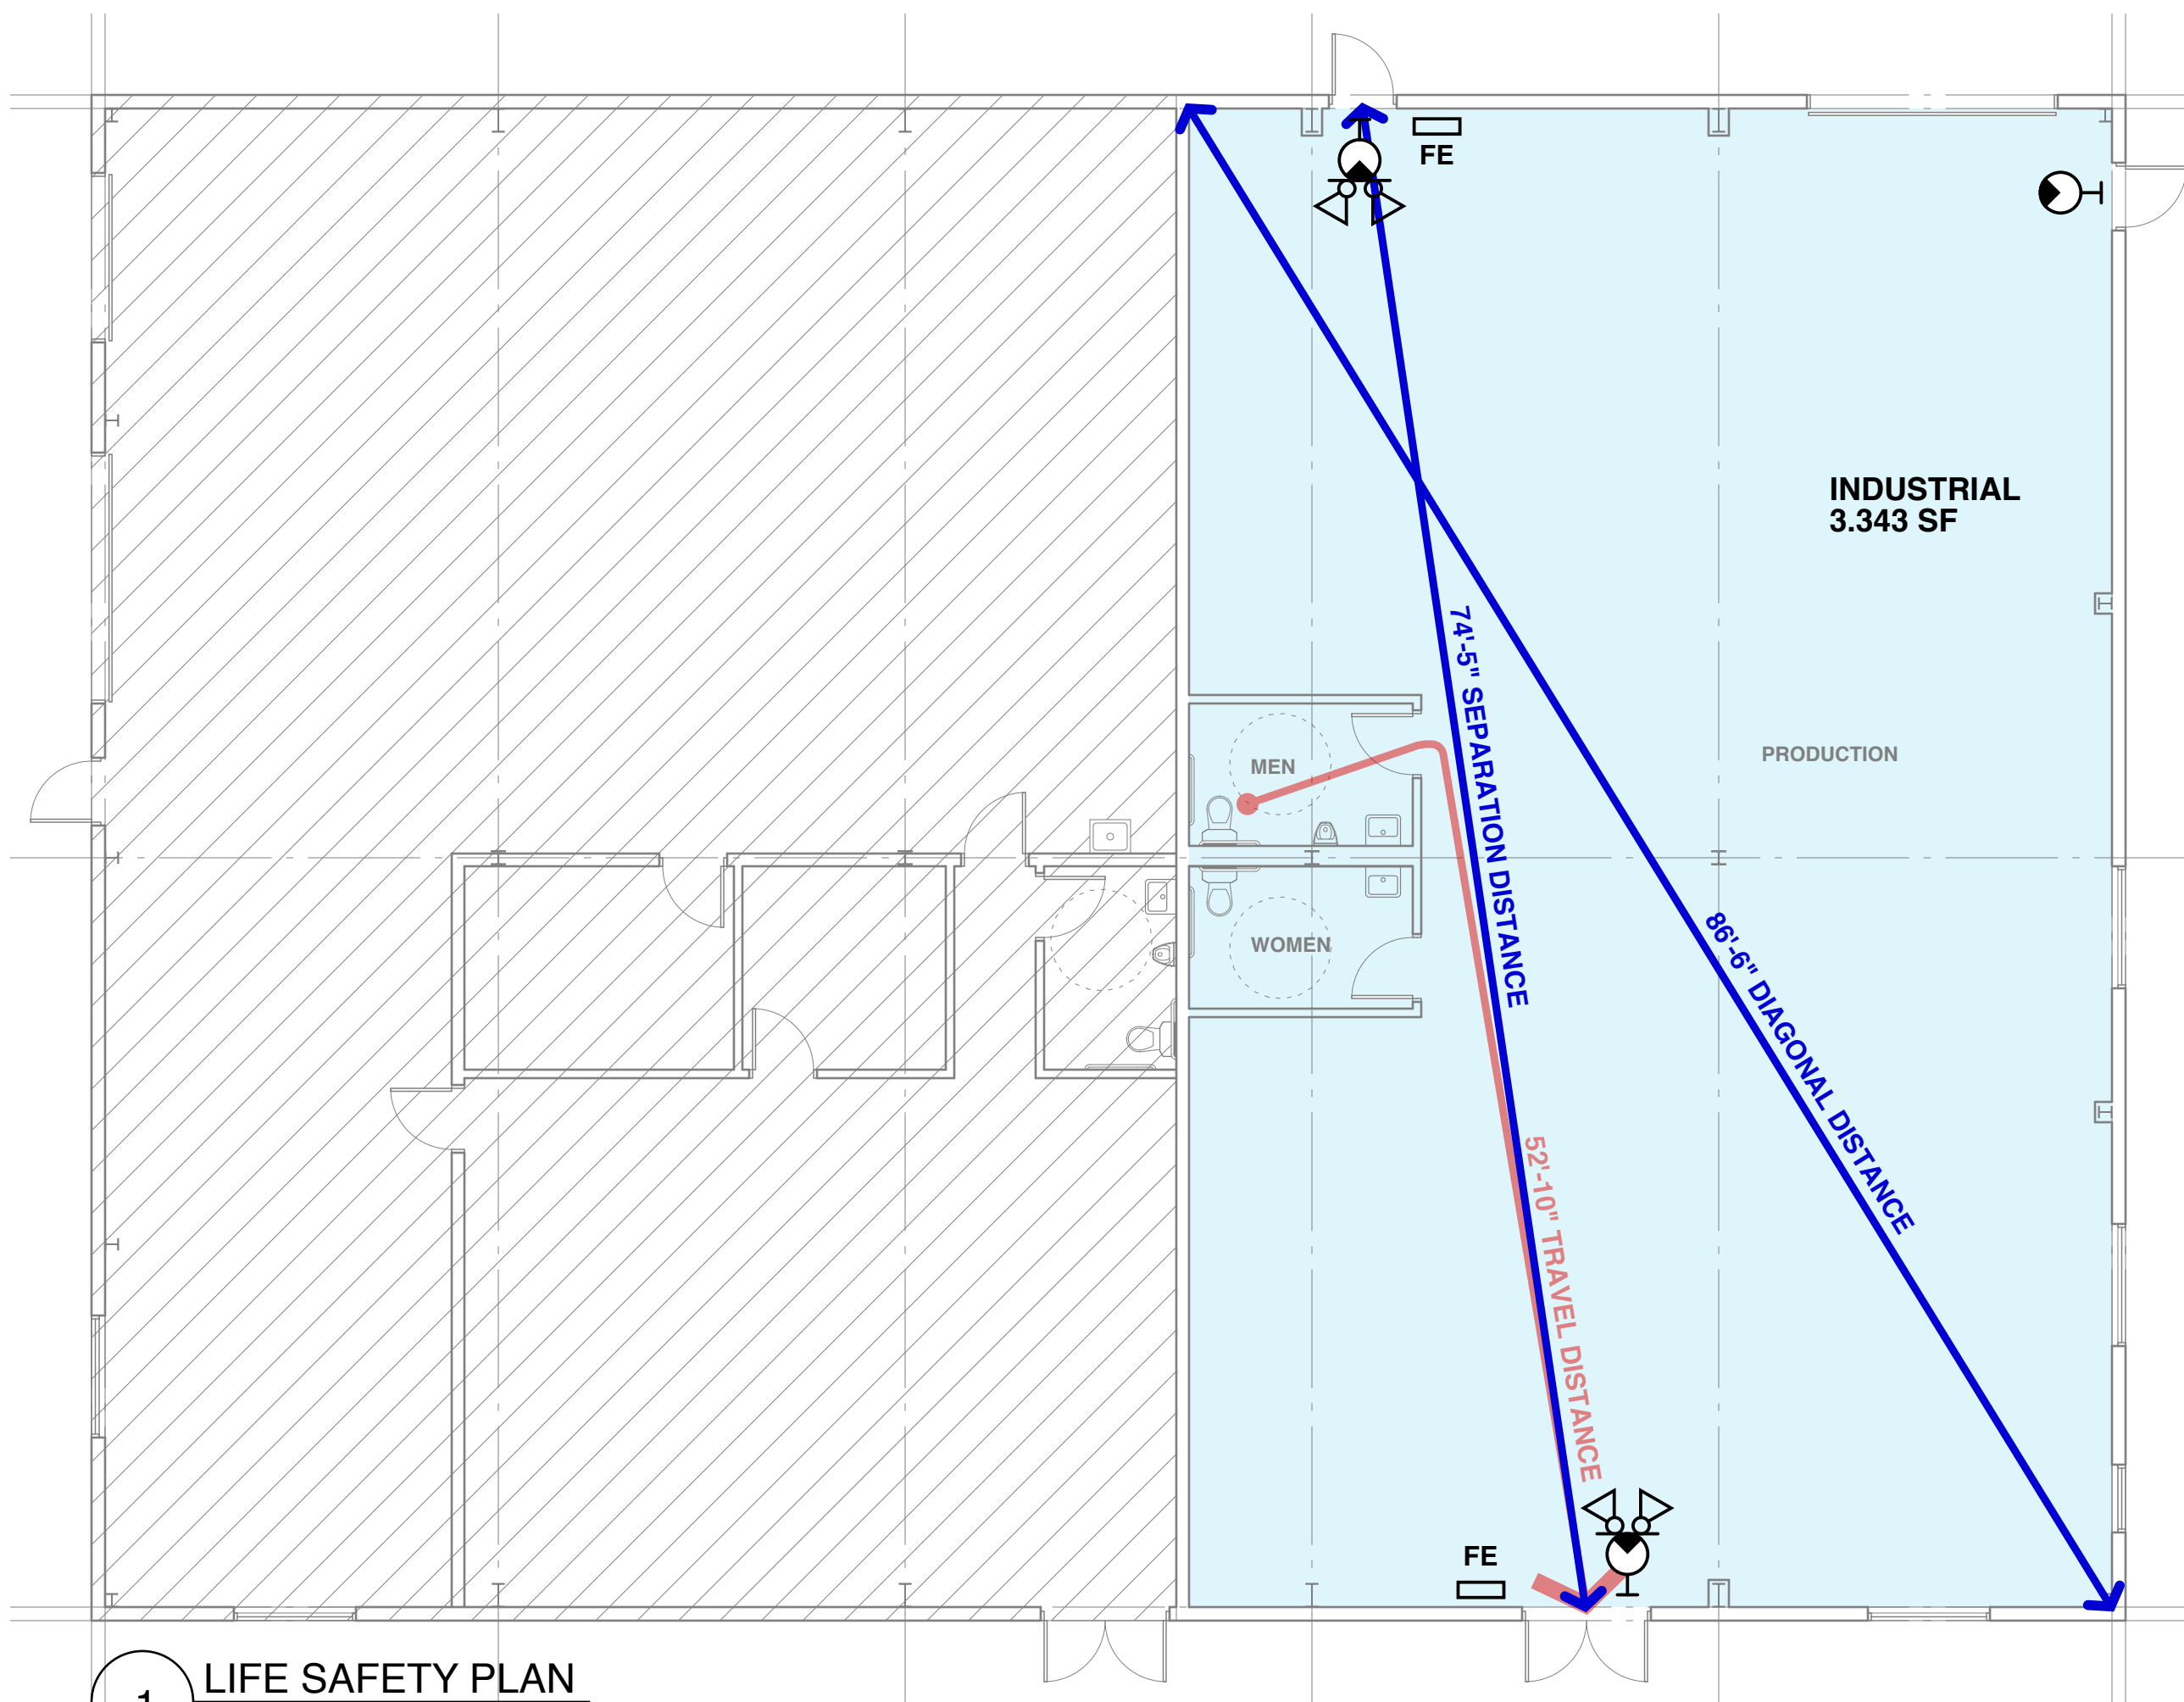 FE
INDUSTRIAL
3.343 SF
74'-5" SEPARATION DISTANCE
PRODUCTION
MEN
WOMEN
86'-6" DIAGONAL DISTANCE
52'-10" TRAVEL DISTANCE
FE
1
LIFE SAFETY PLAN